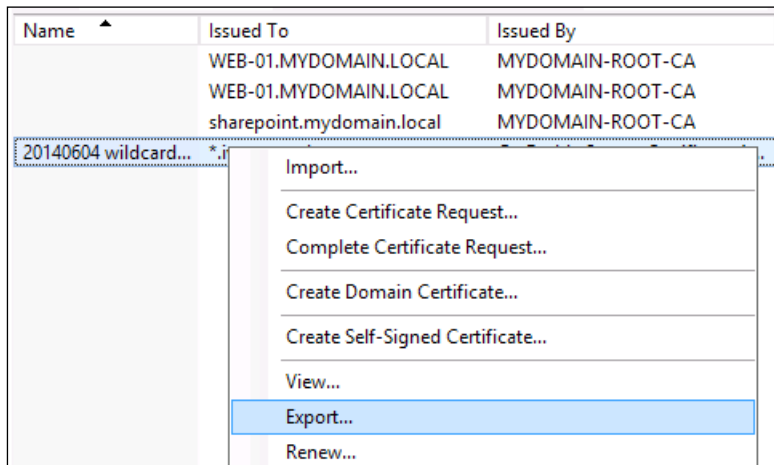 Name Issued To Issued By
WEB-01.MYDOMAIN.LOCAL MYDOMAIN-ROOT-CA
WEB-01.MYDOMAIN.LOCAL MYDOMAIN-ROOT-CA
sharepoint.mydomain.local MYDOMAIN-ROOT-CA
20140604 wildcard...
Import...
Create Certificate Request...
Complete Certificate Request...
Create Domain Certificate...
Create Self-Signed Certificate...
View...
Export...
Renew...